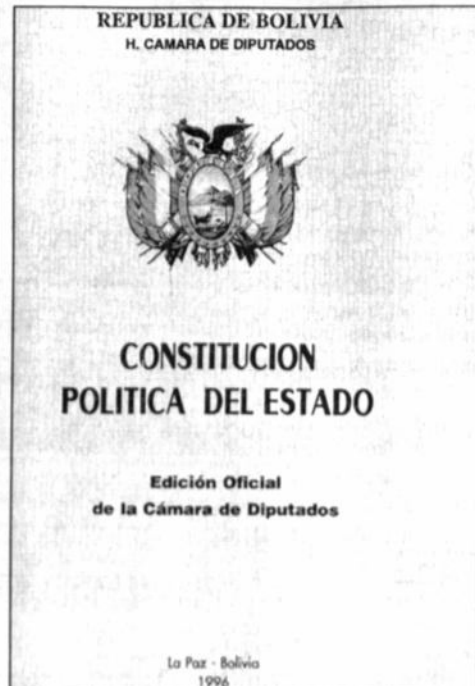 REPUBLICA DE BOLIVIA
H. CAMARA DE DIPUTADOS
CONSTITUCION
POLITICA DEL ESTADO
Edición Oficial
de la Cámara de Diputados
La Paz - Bolivia
1996